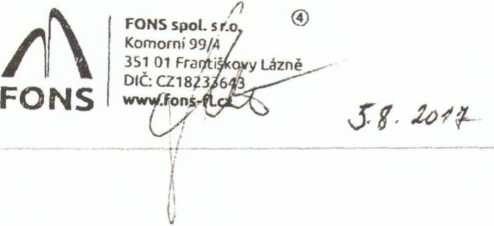 FONS spol. s r.o. ④
Komorní 99/4
351 01 Františkovy Lázně
DIČ: CZ18233643
www.fons-fl.cz
FONS
5.8. 2017